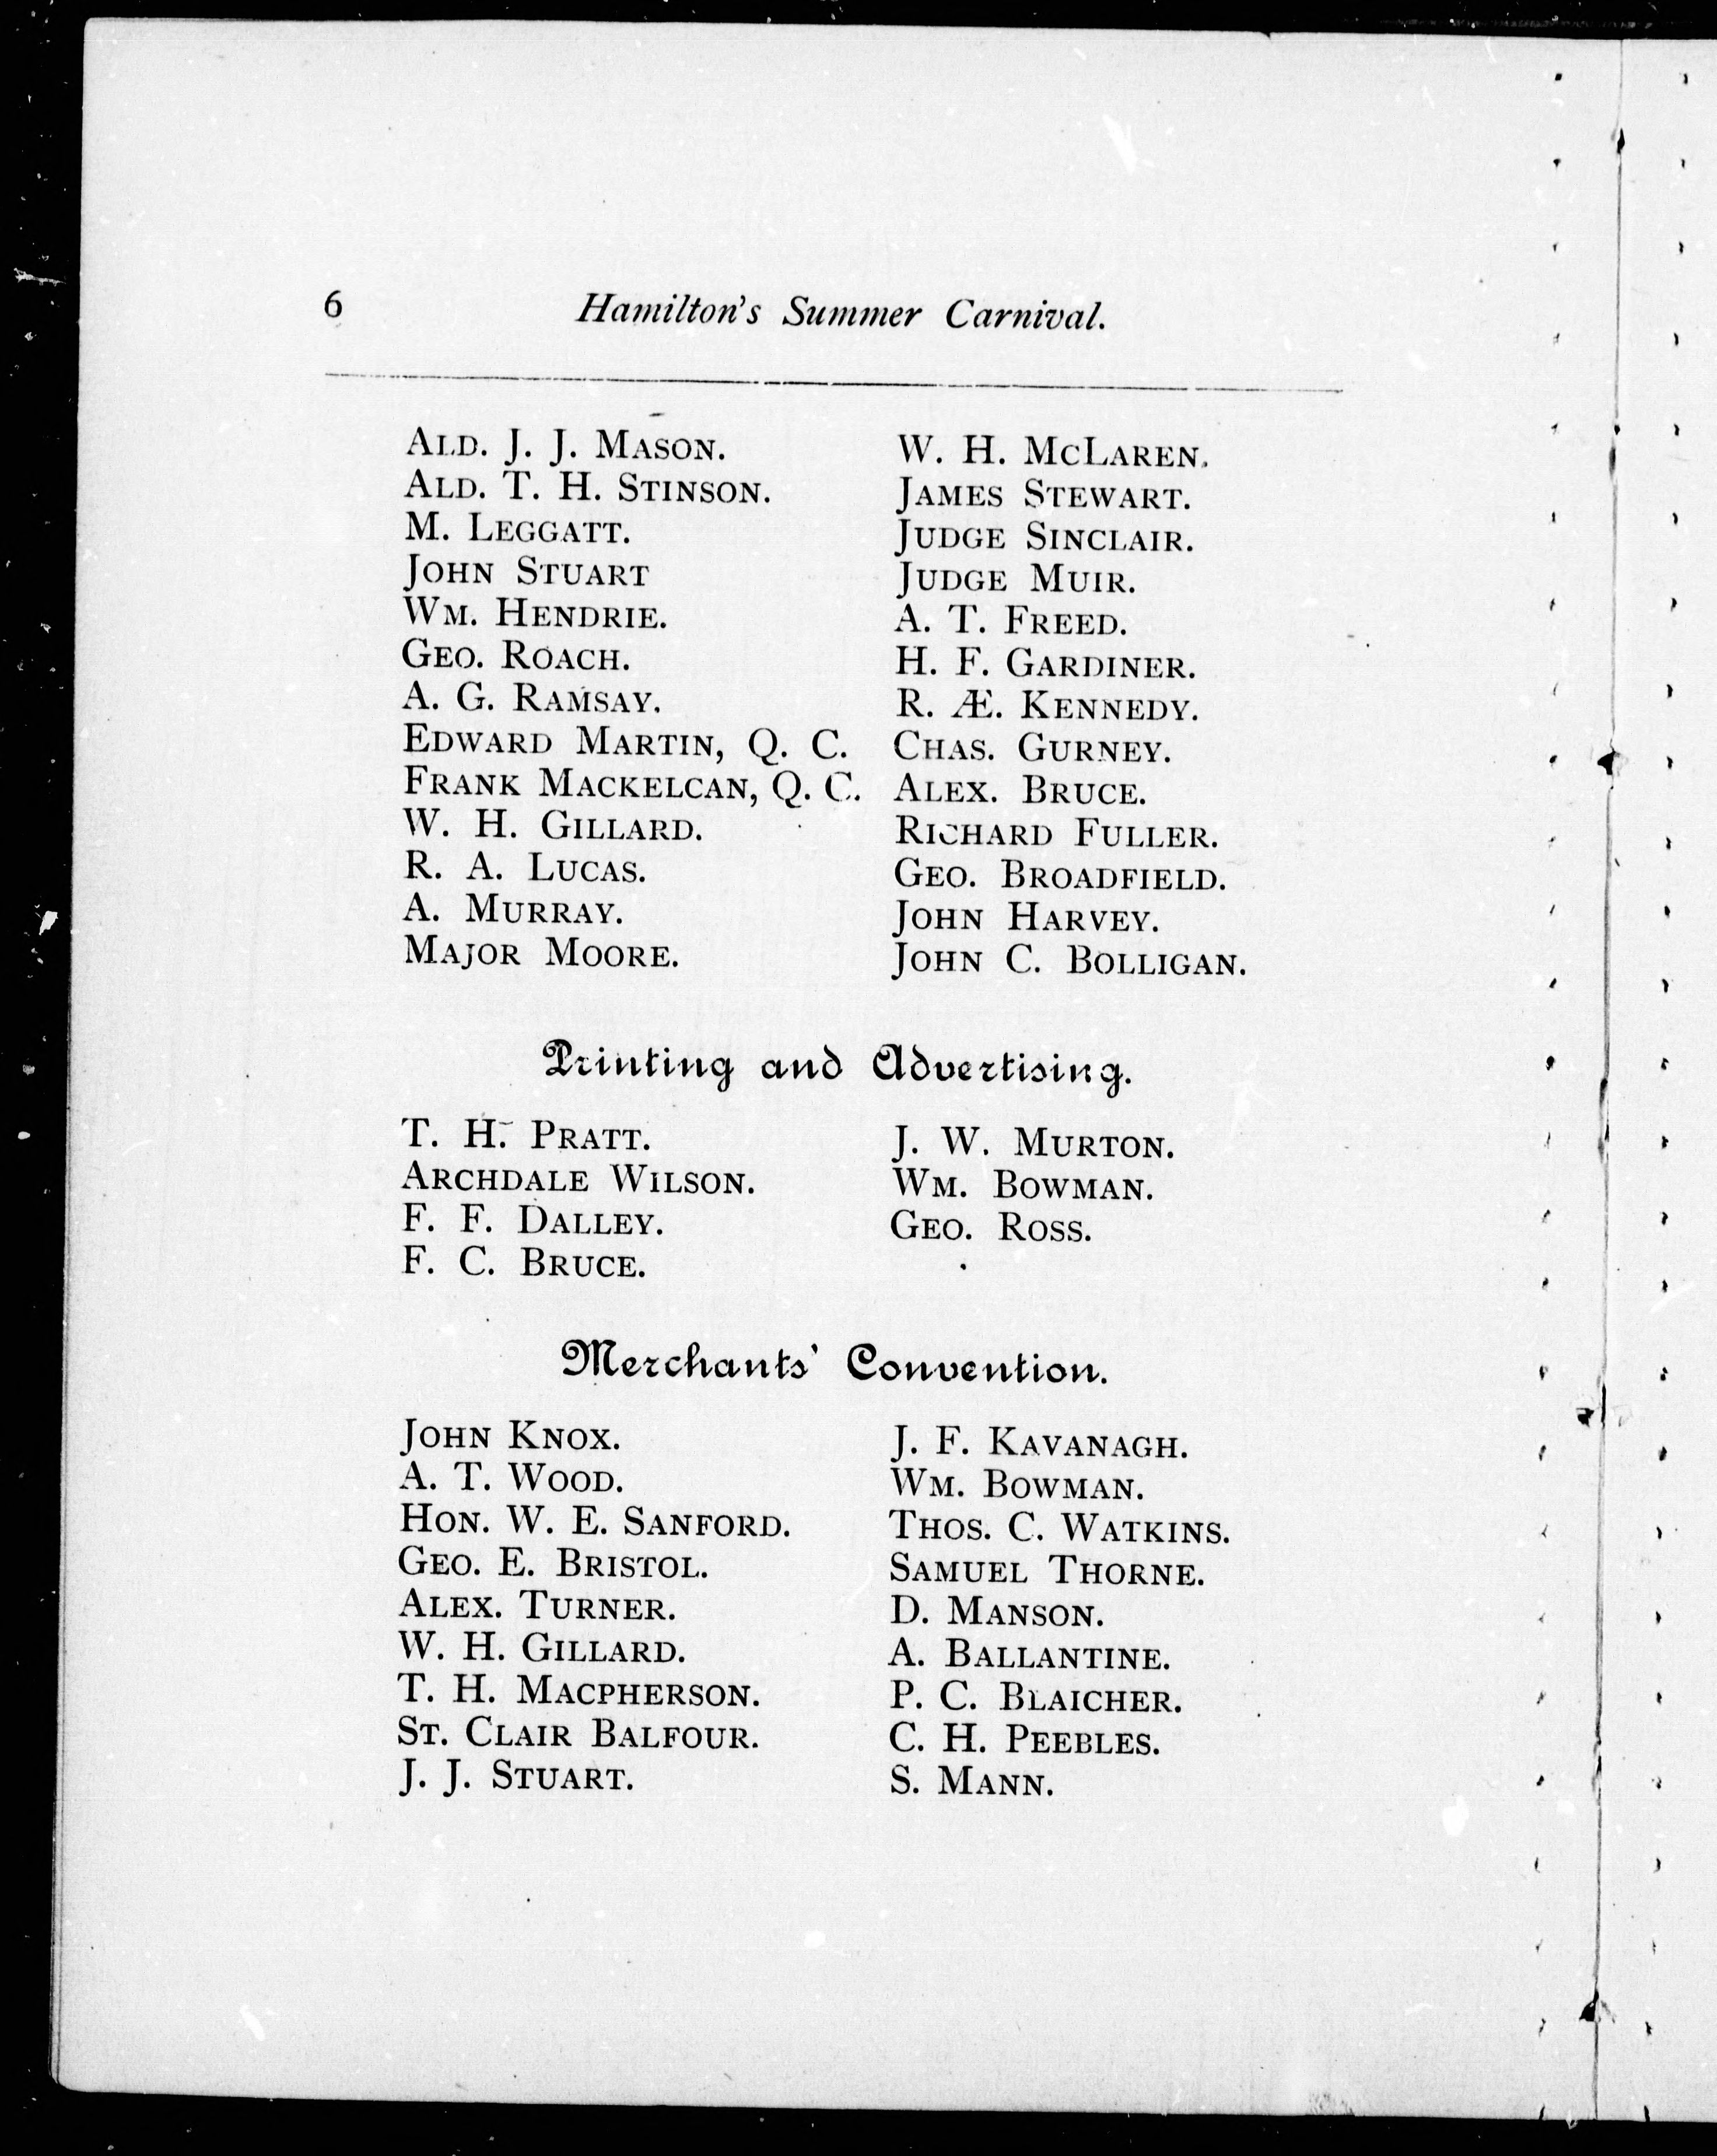 6 Hamilton's Summer Carnival.
ALD. J. J. MASON.
ALD. T. H. STINSON.
M. LEGGATT.
JOHN STUART
WM. HENDRIE.
GEO. ROACH.
A. G. RAMSAY.
EDWARD MARTIN, Q. C.
FRANK MACKELCAN, Q. C.
W. H. GILLARD.
R. A. LUCAS.
A. MURRAY.
MAJOR MOORE.
W. H. MCLAREN.
JAMES STEWART.
JUDGE SINCLAIR.
JUDGE MUIR.
A. T. FREED.
H. F. GARDINER.
R. Æ. KENNEDY.
CHAS. GURNEY.
ALEX. BRUCE.
RICHARD FULLER.
GEO. BROADFIELD.
JOHN HARVEY.
JOHN C. BOLLIGAN.
Printing and Advertising.
T. H. PRATT.
ARCHDALE WILSON.
F. F. DALLEY.
F. C. BRUCE.
J. W. MURTON.
WM. BOWMAN.
GEO. ROSS.
Merchants' Convention.
JOHN KNOX.
A. T. WOOD.
HON. W. E. SANFORD.
GEO. E. BRISTOL.
ALEX. TURNER.
W. H. GILLARD.
T. H. MACPHERSON.
ST. CLAIR BALFOUR.
J. J. STUART.
J. F. KAVANAGH.
WM. BOWMAN.
THOS. C. WATKINS.
SAMUEL THORNE.
D. MANSON.
A. BALLANTINE.
P. C. BLAICHER.
C. H. PEEBLES.
S. MANN.